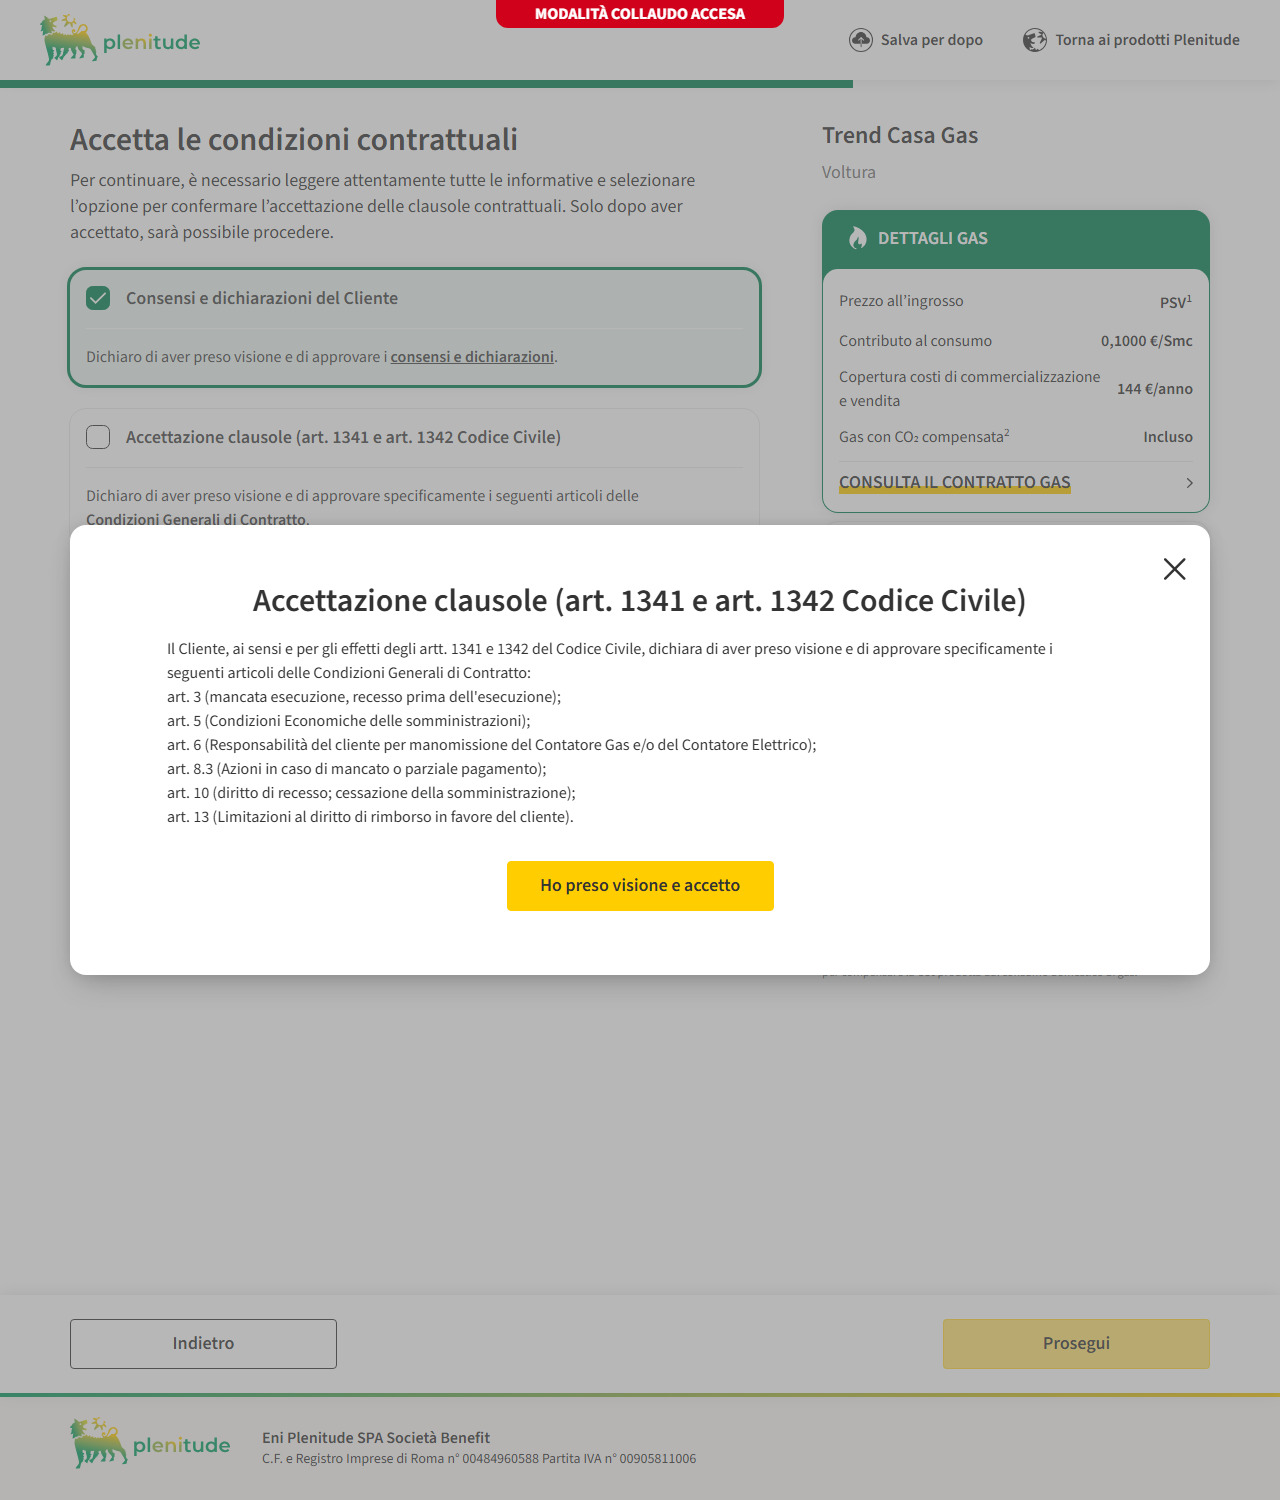 MODALITÀ COLLAUDO ACCESA
plenitude
Salva per dopo
Torna ai prodotti Plenitude
Accetta le condizioni contrattuali
Per continuare, è necessario leggere attentamente tutte le informative e selezionare
l’opzione per confermare l’accettazione delle clausole contrattuali. Solo dopo aver
accettato, sarà possibile procedere.
Consensi e dichiarazioni del Cliente
Dichiaro di aver preso visione e di approvare i consensi e dichiarazioni.
Accettazione clausole (art. 1341 e art. 1342 Codice Civile)
Dichiaro di aver preso visione e di approvare specificamente i seguenti articoli delle
Condizioni Generali di Contratto.
Trend Casa Gas
Voltura
DETTAGLI GAS
Prezzo all’ingrosso PSV¹
Contributo al consumo 0,1000 €/Smc
Copertura costi di commercializzazione
e vendita 144 €/anno
Gas con CO₂ compensata² Incluso
CONSULTA IL CONTRATTO GAS
Accettazione clausole (art. 1341 e art. 1342 Codice Civile)
Il Cliente, ai sensi e per gli effetti degli artt. 1341 e 1342 del Codice Civile, dichiara di aver preso visione e di approvare specificamente i
seguenti articoli delle Condizioni Generali di Contratto:
art. 3 (mancata esecuzione, recesso prima dell'esecuzione);
art. 5 (Condizioni Economiche delle somministrazioni);
art. 6 (Responsabilità del cliente per manomissione del Contatore Gas e/o del Contatore Elettrico);
art. 8.3 (Azioni in caso di mancato o parziale pagamento);
art. 10 (diritto di recesso; cessazione della somministrazione);
art. 13 (Limitazioni al diritto di rimborso in favore del cliente).
Ho preso visione e accetto
Indietro
Prosegui
plenitude
Eni Plenitude SPA Società Benefit
C.F. e Registro Imprese di Roma n° 00484960588 Partita IVA n° 00905811006